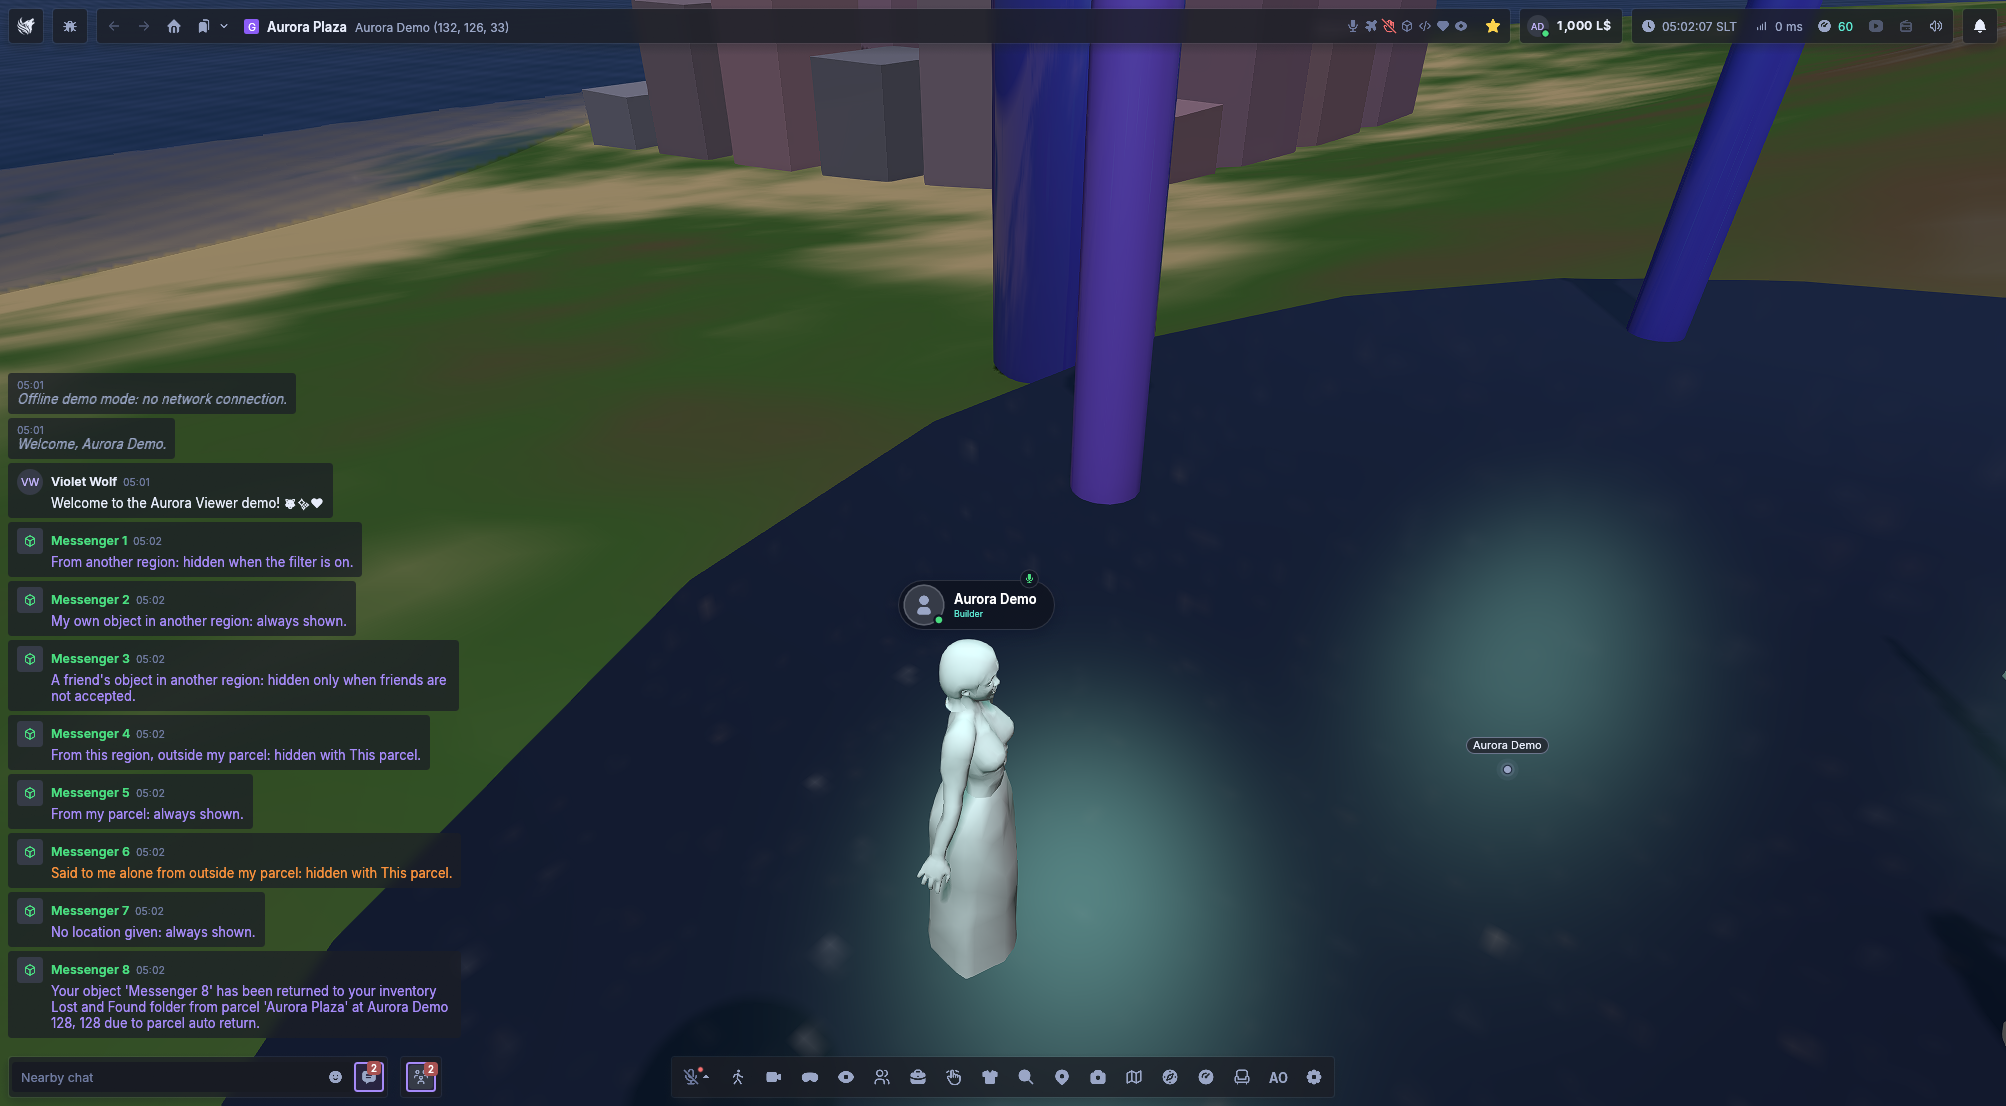 G Aurora Plaza Aurora Demo (132, 126, 33)
AD 1,000 L$
05:02:07 SLT 0 ms 60
05:01
Offline demo mode: no network connection.
05:01
Welcome, Aurora Demo.
VW Violet Wolf 05:01
Welcome to the Aurora Viewer demo!
Messenger 1 05:02
From another region: hidden when the filter is on.
Messenger 2 05:02
My own object in another region: always shown.
Messenger 3 05:02
A friend's object in another region: hidden only when friends are
not accepted.
Messenger 4 05:02
From this region, outside my parcel: hidden with This parcel.
Messenger 5 05:02
From my parcel: always shown.
Messenger 6 05:02
Said to me alone from outside my parcel: hidden with This parcel.
Messenger 7 05:02
No location given: always shown.
Messenger 8 05:02
Your object 'Messenger 8' has been returned to your inventory
Lost and Found folder from parcel 'Aurora Plaza' at Aurora Demo
128, 128 due to parcel auto return.
Aurora Demo
Builder
Aurora Demo
Nearby chat
2
2
AO